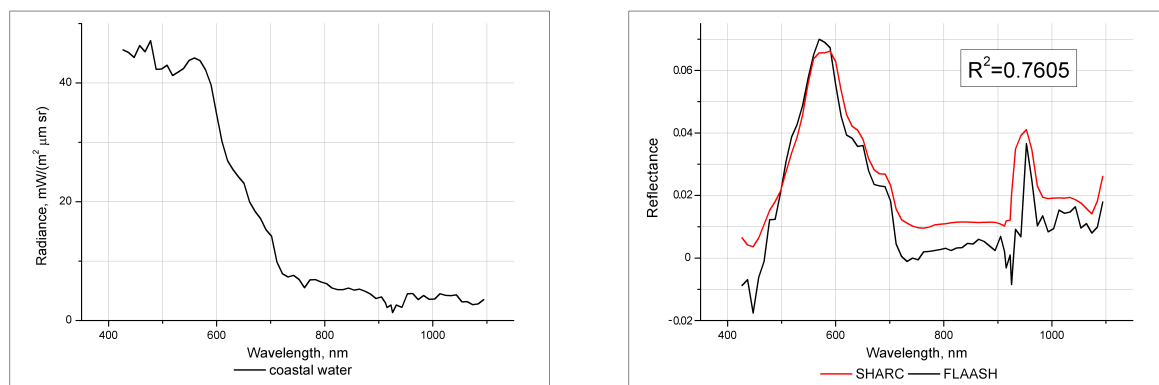 Radiance, mW/(m² μm sr)
40
20
0
400 600 800 1000
Wavelength, nm
coastal water
Reflectance
0.06
0.04
0.02
0
-0.02
R²=0.7605
400 600 800 1000
Wavelength, nm
SHARC FLAASH